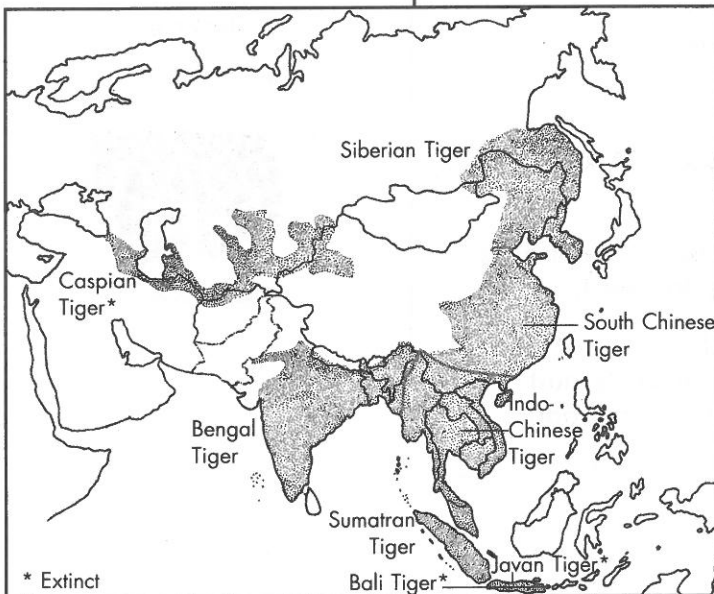 Siberian Tiger
Caspian
Tiger*
South Chinese
Tiger
Indo-
Chinese
Tiger
Bengal
Tiger
Sumatran
Tiger
Javan Tiger*
Bali Tiger*
* Extinct